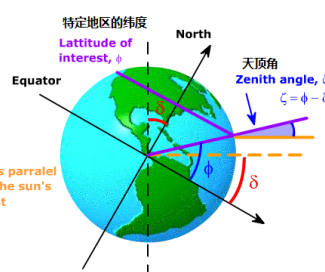 特定地区的纬度
Lattitude of
interest, ϕ
North
Equator
天顶角
Zenith angle,
ζ = ϕ − δ
δ
ϕ
δ
s parralel
he sun's